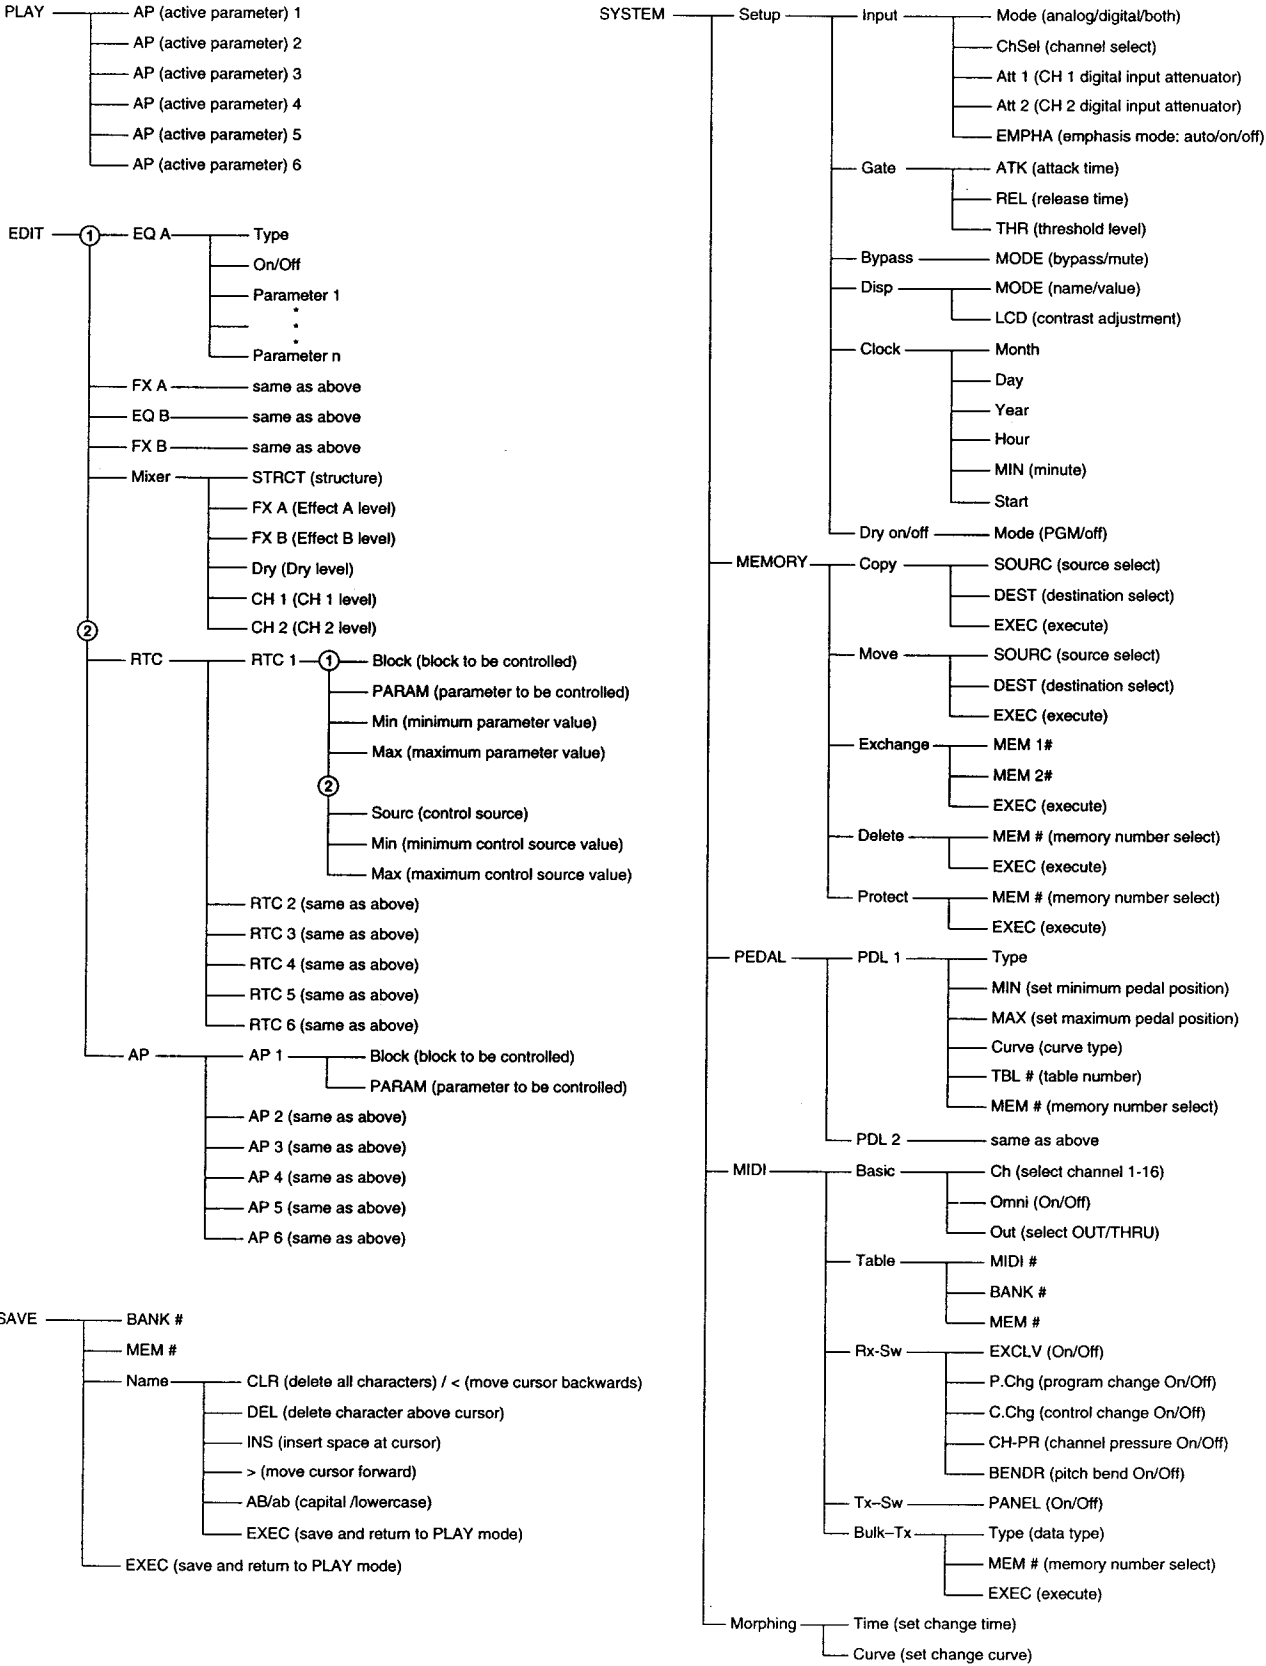 PLAY
AP (active parameter) 1
AP (active parameter) 2
AP (active parameter) 3
AP (active parameter) 4
AP (active parameter) 5
AP (active parameter) 6
EDIT 1 EQ A Type
On/Off
Parameter 1
*
*
*
Parameter n
FX A same as above
EQ B same as above
FX B same as above
Mixer STRCT (structure)
FX A (Effect A level)
FX B (Effect B level)
Dry (Dry level)
CH 1 (CH 1 level)
CH 2 (CH 2 level)
2
RTC RTC 1 1 Block (block to be controlled)
PARAM (parameter to be controlled)
Min (minimum parameter value)
Max (maximum parameter value)
2
Sourc (control source)
Min (minimum control source value)
Max (maximum control source value)
RTC 2 (same as above)
RTC 3 (same as above)
RTC 4 (same as above)
RTC 5 (same as above)
RTC 6 (same as above)
AP AP 1 Block (block to be controlled)
PARAM (parameter to be controlled)
AP 2 (same as above)
AP 3 (same as above)
AP 4 (same as above)
AP 5 (same as above)
AP 6 (same as above)
SAVE BANK #
MEM #
Name CLR (delete all characters) / < (move cursor backwards)
DEL (delete character above cursor)
INS (insert space at cursor)
> (move cursor forward)
AB/ab (capital /lowercase)
EXEC (save and return to PLAY mode)
EXEC (save and return to PLAY mode)
SYSTEM Setup Input Mode (analog/digital/both)
ChSel (channel select)
Att 1 (CH 1 digital input attenuator)
Att 2 (CH 2 digital input attenuator)
EMPHA (emphasis mode: auto/on/off)
Gate ATK (attack time)
REL (release time)
THR (threshold level)
Bypass MODE (bypass/mute)
Disp MODE (name/value)
LCD (contrast adjustment)
Clock Month
Day
Year
Hour
MIN (minute)
Start
Dry on/off Mode (PGM/off)
MEMORY Copy SOURC (source select)
DEST (destination select)
EXEC (execute)
Move SOURC (source select)
DEST (destination select)
EXEC (execute)
Exchange MEM 1#
MEM 2#
EXEC (execute)
Delete MEM # (memory number select)
EXEC (execute)
Protect MEM # (memory number select)
EXEC (execute)
PEDAL PDL 1 Type
MIN (set minimum pedal position)
MAX (set maximum pedal position)
Curve (curve type)
TBL # (table number)
MEM # (memory number select)
PDL 2 same as above
MIDI Basic Ch (select channel 1-16)
Omni (On/Off)
Out (select OUT/THRU)
Table MIDI #
BANK #
MEM #
Rx-Sw EXCLV (On/Off)
P.Chg (program change On/Off)
C.Chg (control change On/Off)
CH-PR (channel pressure On/Off)
BENDR (pitch bend On/Off)
Tx–Sw PANEL (On/Off)
Bulk–Tx Type (data type)
MEM # (memory number select)
EXEC (execute)
Morphing Time (set change time)
Curve (set change curve)